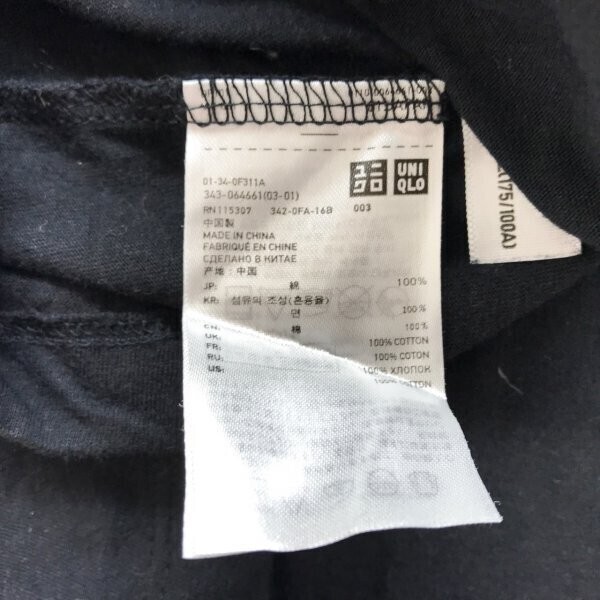 ユニ
クロ
UNI
QLO
01-34-0F311A
343-064661(03-01)
RN115307 342-0FA-16B 003
中国製
MADE IN CHINA
FABRIQUÉ EN CHINE
СДЕЛАНО В КИТАЕ
产地：中国
JP: 綿 100%
KR: 섬유의 조성(혼용율)
면 100%
CN: 棉 100%
UK: 100% COTTON
FR: 100% COTTON
RU: 100% ХЛОПОК
US: 100% COTTON
(175/100A)